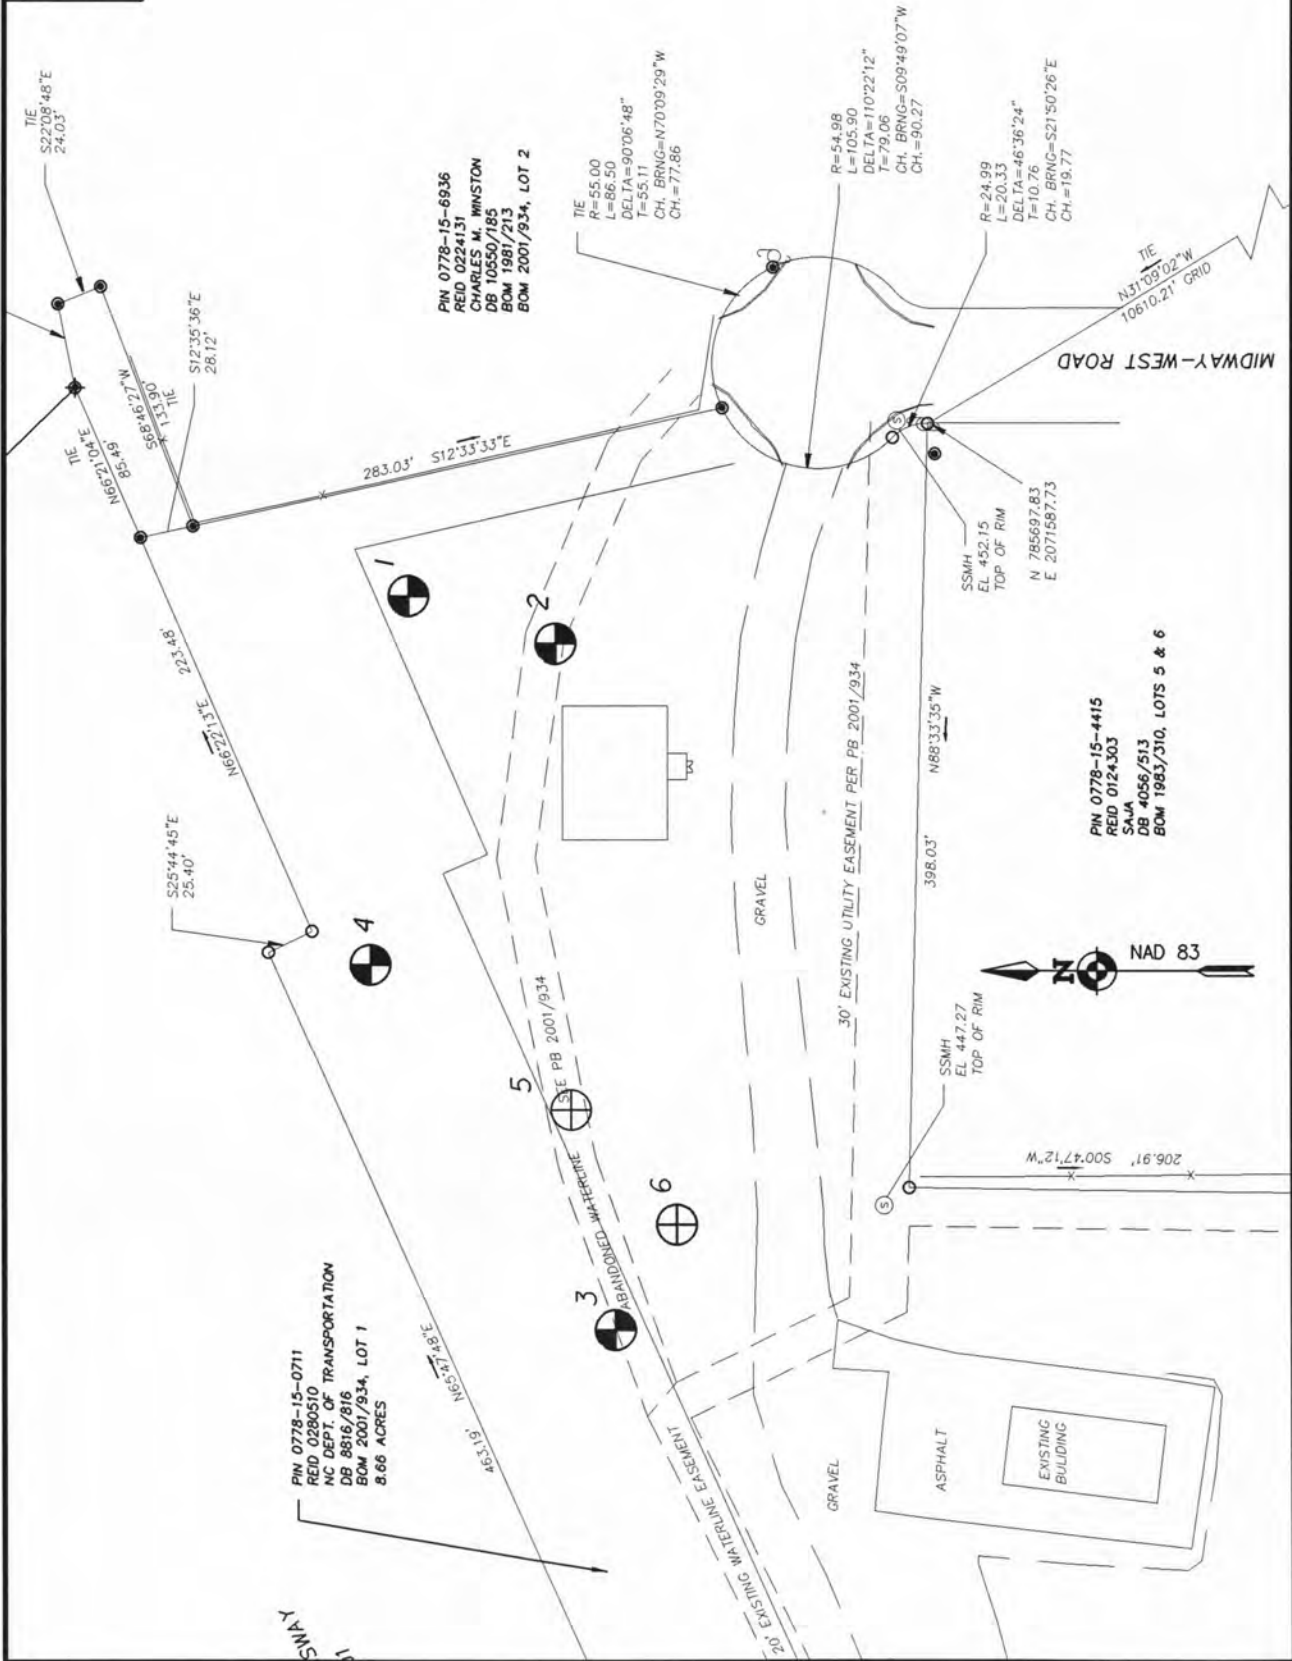 TIE
S22°08'48"E
24.03'
TIE
N66°21'04"E
85.49'
S68°46'27"W
133.90'
TIE
S12°35'36"E
28.12'
PIN 0778-15-6936
REID 0224131
CHARLES M. WINSTON
DB 10550/185
BOM 1981/213
BOM 2001/934, LOT 2
TIE
R=55.00
L=86.50
DELTA=90°06'48"
T=55.11
CH. BRNG=N70°09'29"W
CH.=77.86
R=54.98
L=105.90
DELTA=110°22'12"
T=79.06
CH. BRNG=S09°49'07"W
CH.=90.27
R=24.99
L=20.33
DELTA=46°36'24"
T=10.76
CH. BRNG=S21°50'26"E
CH.=19.77
TIE
N31°09'02"W
10610.21' GRID
MIDWAY-WEST ROAD
283.03' S12°33'33"E
223.48'
N66°22'13"E
S25°44'45"E
25.40'
1
2
4
5
6
3
SSMH
EL 452.15
TOP OF RIM
N 785697.83
E 2071587.73
S
PIN 0778-15-4415
REID 0124303
SAJA
DB 4056/513
BOM 1983/310, LOTS 5 & 6
N88°33'35"W
398.03'
30' EXISTING UTILITY EASEMENT PER PB 2001/934
GRAVEL
SEE PB 2001/934
ABANDONED WATERLINE
N
NAD 83
SSMH
EL 447.27
TOP OF RIM
S
206.91' S00°47'12"W
PIN 0778-15-0711
REID 0280510
NC DEPT. OF TRANSPORTATION
DB 8816/816
BOM 2001/934, LOT 1
8.66 ACRES
463.19' N65°47'48"E
20' EXISTING WATERLINE EASEMENT
GRAVEL
ASPHALT
EXISTING
BULIDING
SWAY